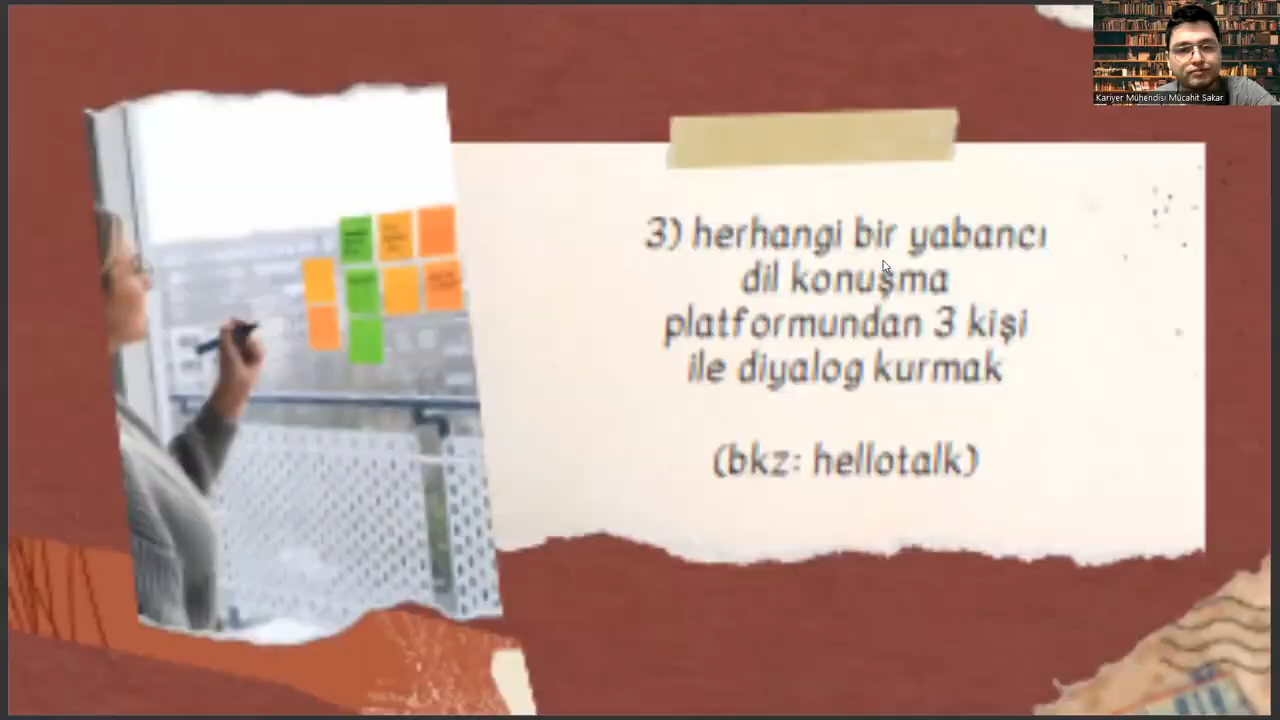 Kariyer Mühendisi Mücahit Sakar
3) herhangi bir yabancı
dil konuşma
platformundan 3 kişi
ile diyalog kurmak
(bkz: hellotalk)